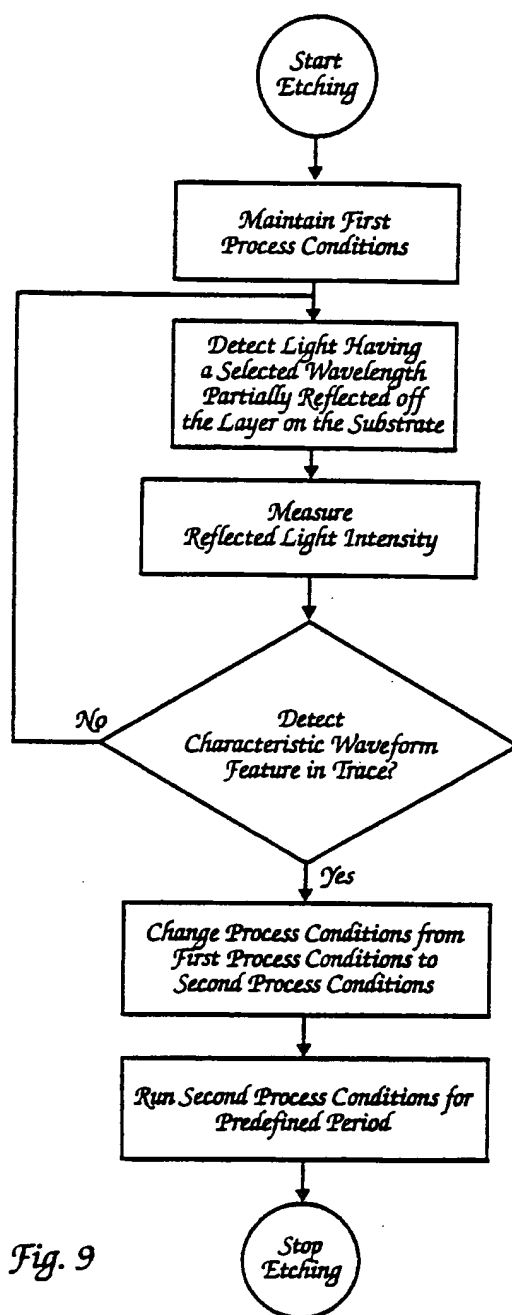 Start
Etching
Maintain First
Process Conditions
Detect Light Having
a Selected Wavelength
Partially Reflected off
the Layer on the Substrate
Measure
Reflected Light Intensity
No
Detect
Characteristic Waveform
Feature in Trace?
Yes
Change Process Conditions from
First Process Conditions to
Second Process Conditions
Run Second Process Conditions for
Predefined Period
Stop
Etching
Fig. 9